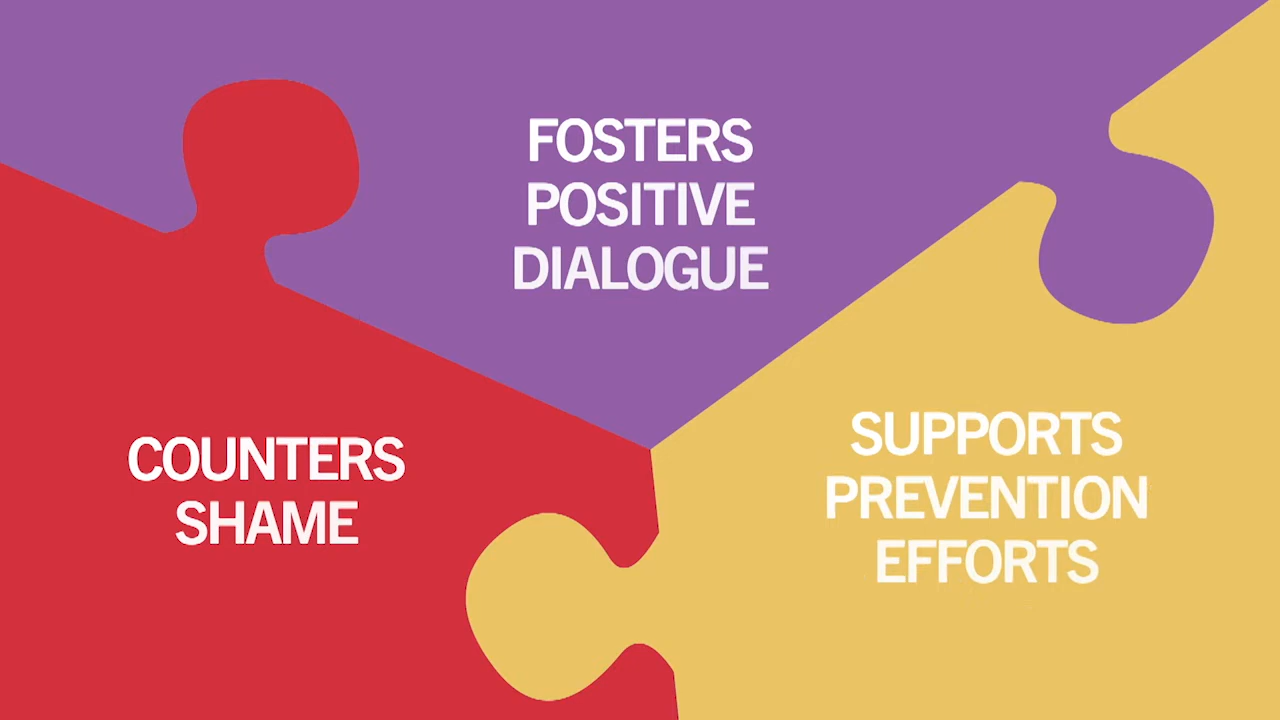 FOSTERS
POSITIVE
DIALOGUE
COUNTERS
SHAME
SUPPORTS
PREVENTION
EFFORTS